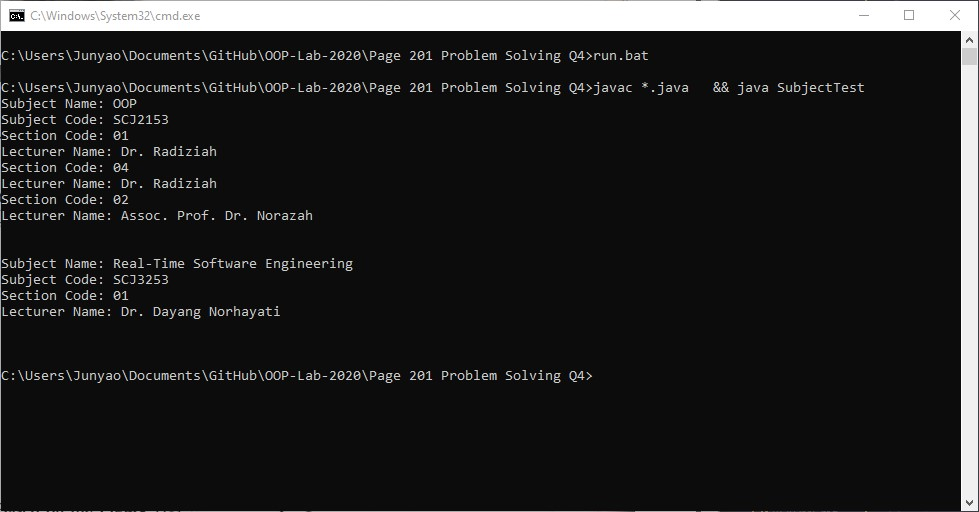 C:\Windows\System32\cmd.exe
C:\Users\Junyao\Documents\GitHub\OOP-Lab-2020\Page 201 Problem Solving Q4>run.bat
C:\Users\Junyao\Documents\GitHub\OOP-Lab-2020\Page 201 Problem Solving Q4>javac *.java   && java SubjectTest
Subject Name: OOP
Subject Code: SCJ2153
Section Code: 01
Lecturer Name: Dr. Radiziah
Section Code: 04
Lecturer Name: Dr. Radiziah
Section Code: 02
Lecturer Name: Assoc. Prof. Dr. Norazah
Subject Name: Real-Time Software Engineering
Subject Code: SCJ3253
Section Code: 01
Lecturer Name: Dr. Dayang Norhayati
C:\Users\Junyao\Documents\GitHub\OOP-Lab-2020\Page 201 Problem Solving Q4>